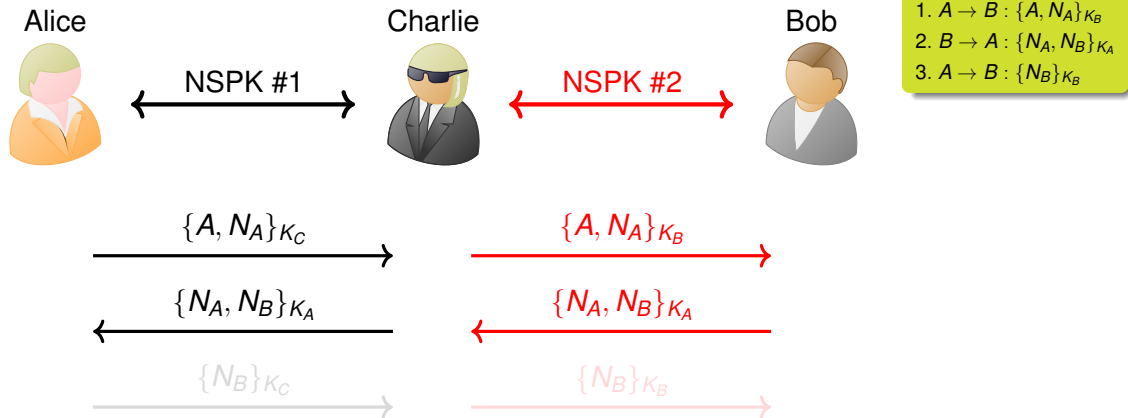 Alice Charlie Bob
1. A → B : {A, N_A}_{K_B}
2. B → A : {N_A, N_B}_{K_A}
3. A → B : {N_B}_{K_B}
NSPK #1 NSPK #2
{A, N_A}_{K_C} {A, N_A}_{K_B}
{N_A, N_B}_{K_A} {N_A, N_B}_{K_A}
{N_B}_{K_C} {N_B}_{K_B}